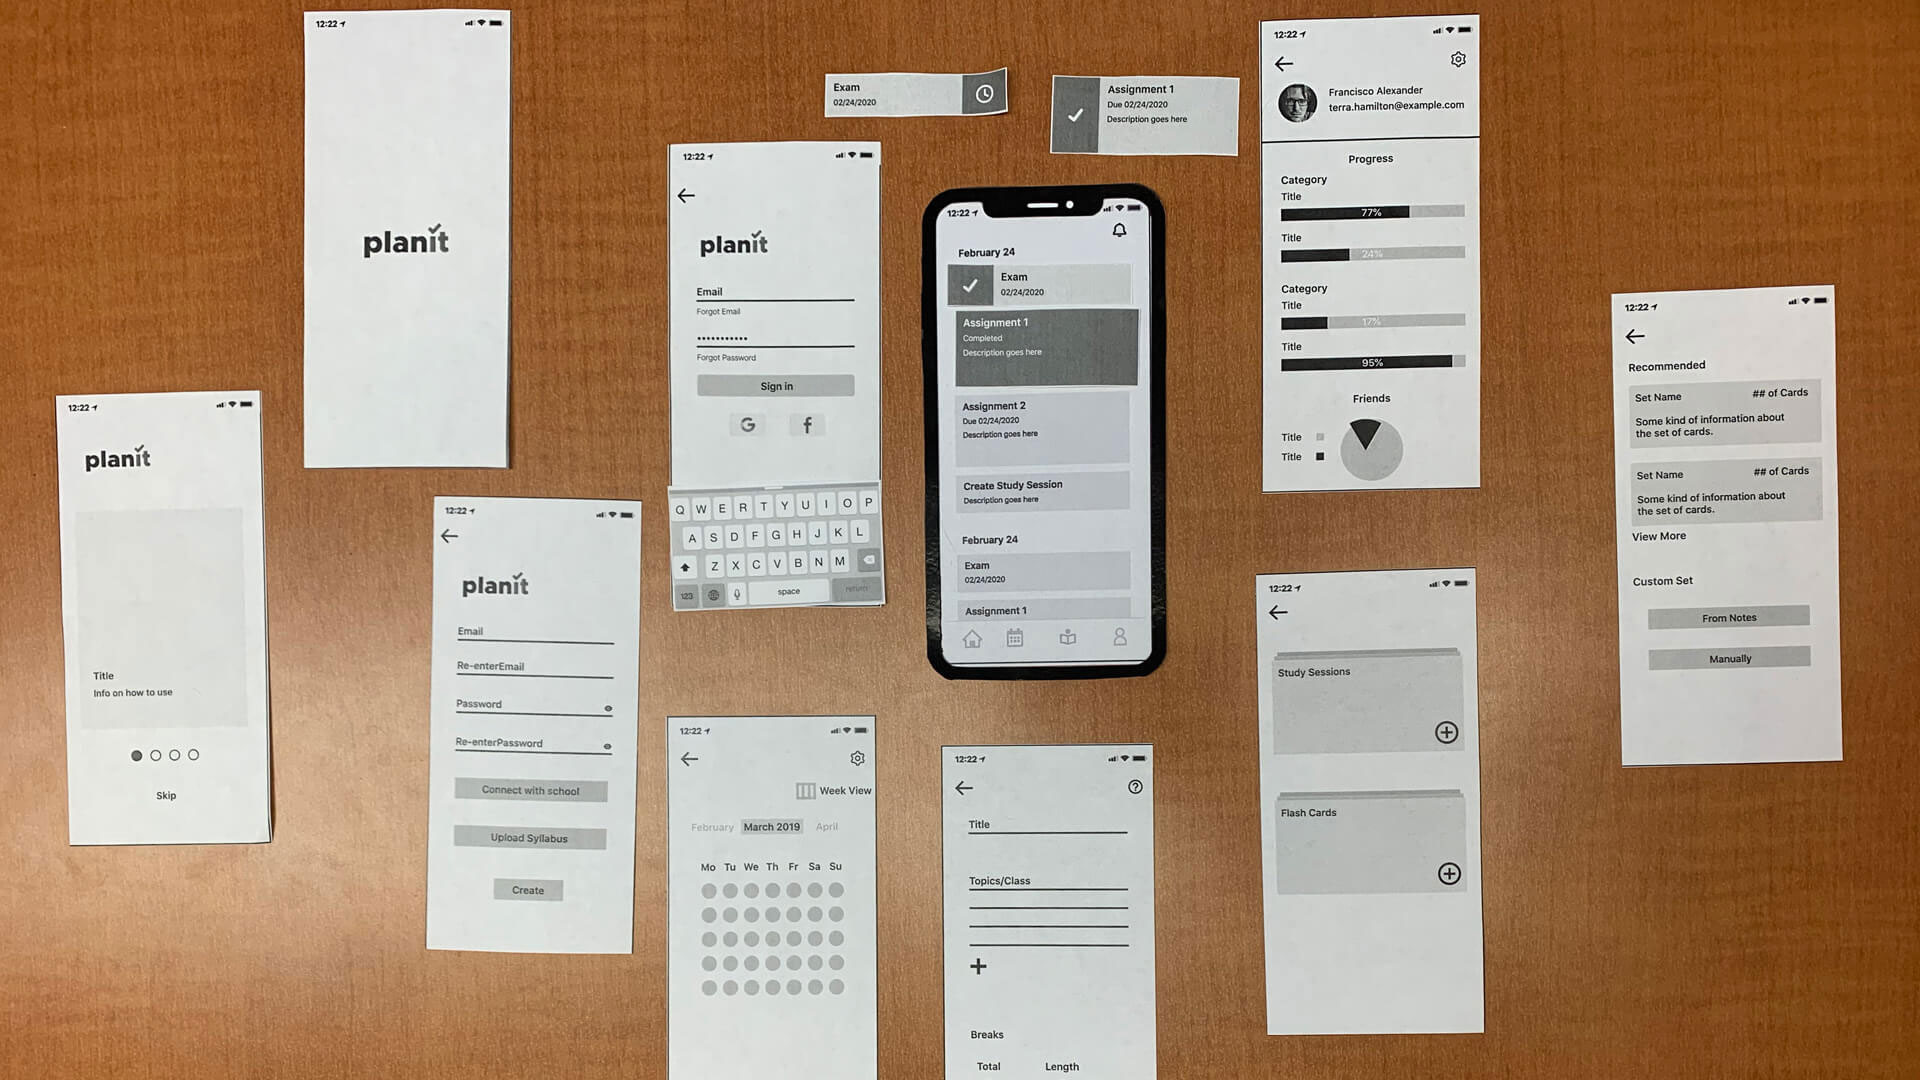 12:22
planit
12:22
planit
Title
Info on how to use
Skip
12:22
planit
Email
Re-enterEmail
Password
Re-enterPassword
Connect with school
Upload Syllabus
Create
12:22
planit
Email
Forgot Email
Forgot Password
Sign in
G f
Q W E R T Y U I O P
A S D F G H J K L
Z X C V B N M
123 space return
12:22
Week View
February March 2019 April
Mo Tu We Th Fr Sa Su
Exam
02/24/2020
Assignment 1
Due 02/24/2020
Description goes here
12:22
February 24
Exam
02/24/2020
Assignment 1
Completed
Description goes here
Assignment 2
Due 02/24/2020
Description goes here
Create Study Session
Description goes here
February 24
Exam
02/24/2020
Assignment 1
12:22
?
Title
Topics/Class
Breaks
Total Length
12:22
Francisco Alexander
terra.hamilton@example.com
Progress
Category
Title
77%
Title
24%
Category
Title
17%
Title
95%
Friends
Title
Title
12:22
Study Sessions
Flash Cards
12:22
Recommended
Set Name ## of Cards
Some kind of information about
the set of cards.
Set Name ## of Cards
Some kind of information about
the set of cards.
View More
Custom Set
From Notes
Manually